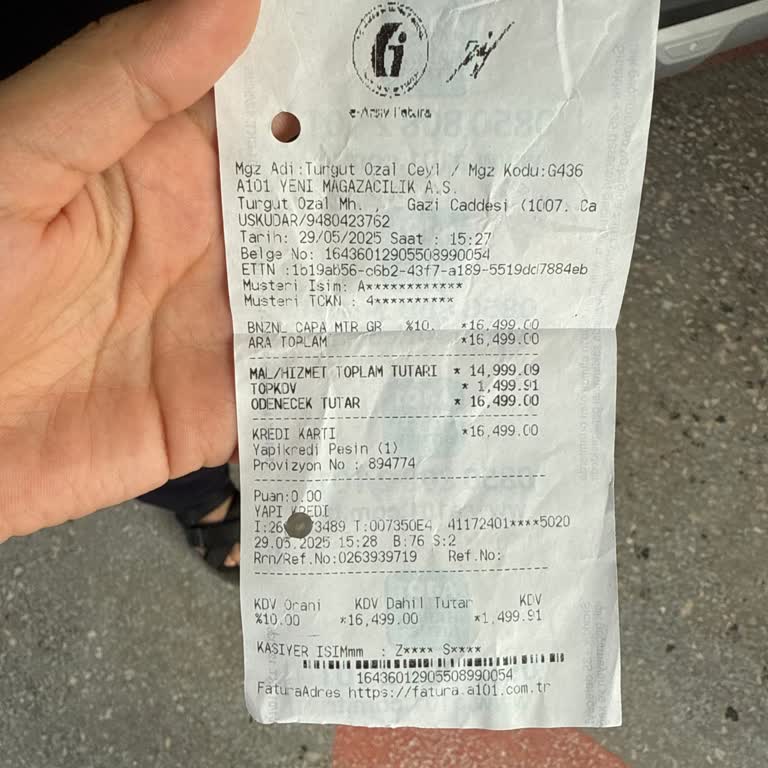 e-Arşiv Fatura
Mgz Adi :Turgut Ozal Ceyl / Mgz Kodu:G436
A101 YENI MAGAZACILIK A.S.
Turgut Ozal Mh. , Gazi Caddesi (1007. Ca
USKUDAR/9480423762
Tarih: 29/05/2025 Saat : 15:27
Belge No: 16436012905508990054
ETTN :1b19ab56-c6b2-43f7-a189-5519dd7884eb
Musteri Isim: A************
Musteri TCKN : 4**********
BNZNL CAPA MTR GR %10. *16,499.00
ARA TOPLAM *16,499.00
MAL/HIZMET TOPLAM TUTARI * 14,999.09
TOPKDV * 1,499.91
ODENECEK TUTAR * 16,499.00
KREDI KARTI *16,499.00
Yapikredi Pesin (1)
Provizyon No : 894774
Puan:0.00
YAPI KREDI
3489 T:007350E4 41172401****5020
29.05.2025 15:28 B:76 S:2
Rrn/Ref.No:0263939719 Ref.No:
KDV Orani KDV Dahil Tutar KDV
%10.00 *16,499.00 *1,499.91
KASIYER ISIMmm : Z**** S****
16436012905508990054
FaturaAdres https://fatura.a101.com.tr